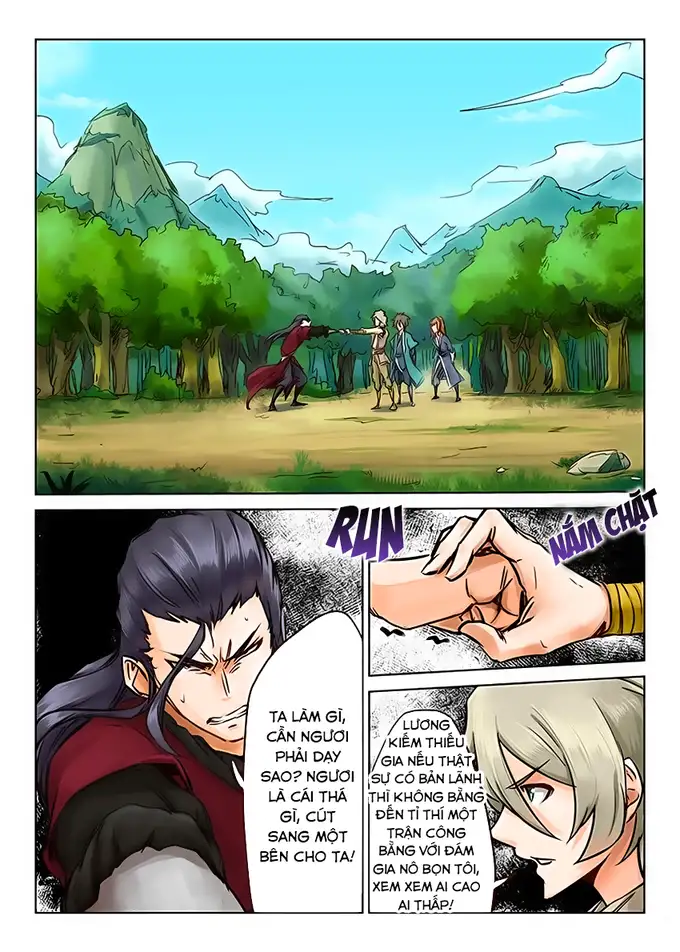 RUN
NẮM CHẶT
TA LÀM GÌ,
CẦN NGƯƠI
PHẢI DẠY
SAO? NGƯƠI
LÀ CÁI THÁ
GÌ, CÚT
SANG MỘT
BÊN CHO TA!
LƯƠNG
KIẾM THIẾU
GIA NẾU THẬT
SỰ CÓ BẢN LÃNH
THÌ KHÔNG BẰNG
ĐẾN TỈ THÍ MỘT
TRẬN CÔNG
BẰNG VỚI ĐÁM
GIA NÔ BỌN TÔI,
XEM XEM AI CAO
AI THẤP!